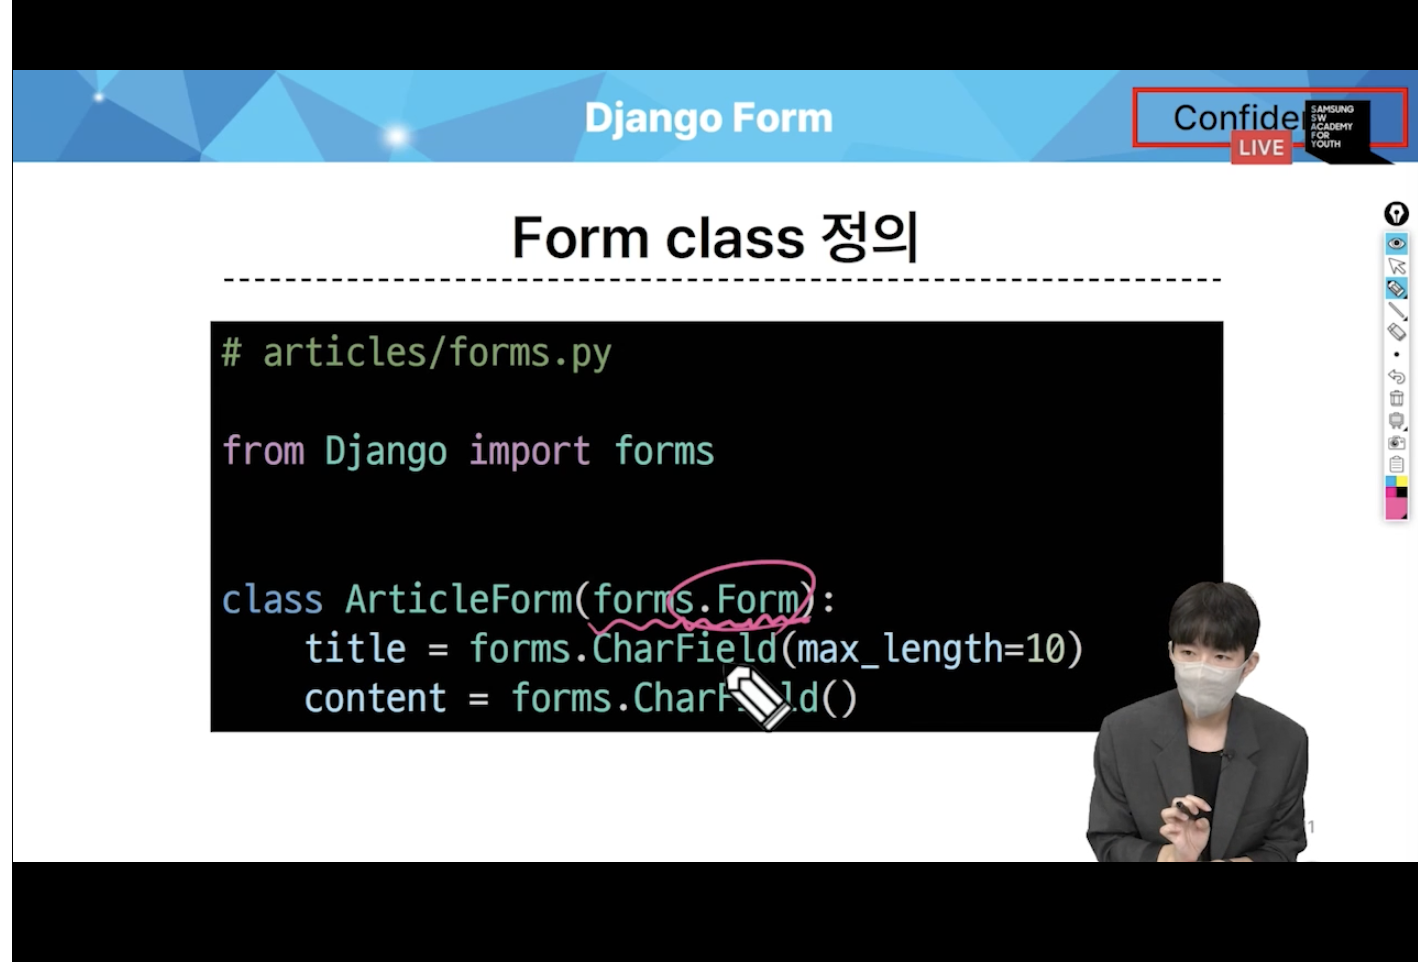 Django Form
Confide
LIVE
SAMSUNG
SW
ACADEMY
FOR
YOUTH
Form class 정의
# articles/forms.py
from Django import forms
class ArticleForm(forms.Form):
title = forms.CharField(max_length=10)
content = forms.CharF ld()
1